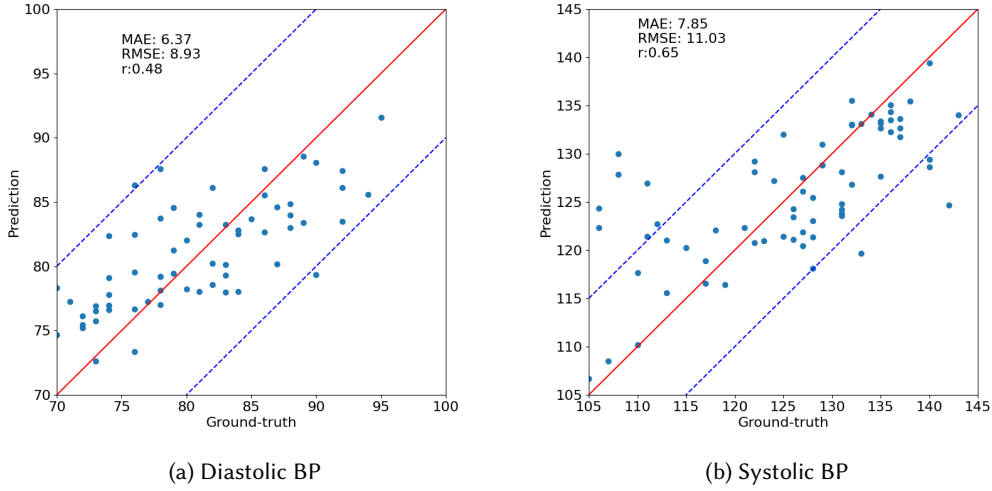 MAE: 6.37
RMSE: 8.93
r:0.48
100
95
90
85
80
75
70
Prediction
70 75 80 85 90 95 100
Ground-truth
(a) Diastolic BP
MAE: 7.85
RMSE: 11.03
r:0.65
145
140
135
130
125
120
115
110
105
Prediction
105 110 115 120 125 130 135 140 145
Ground-truth
(b) Systolic BP